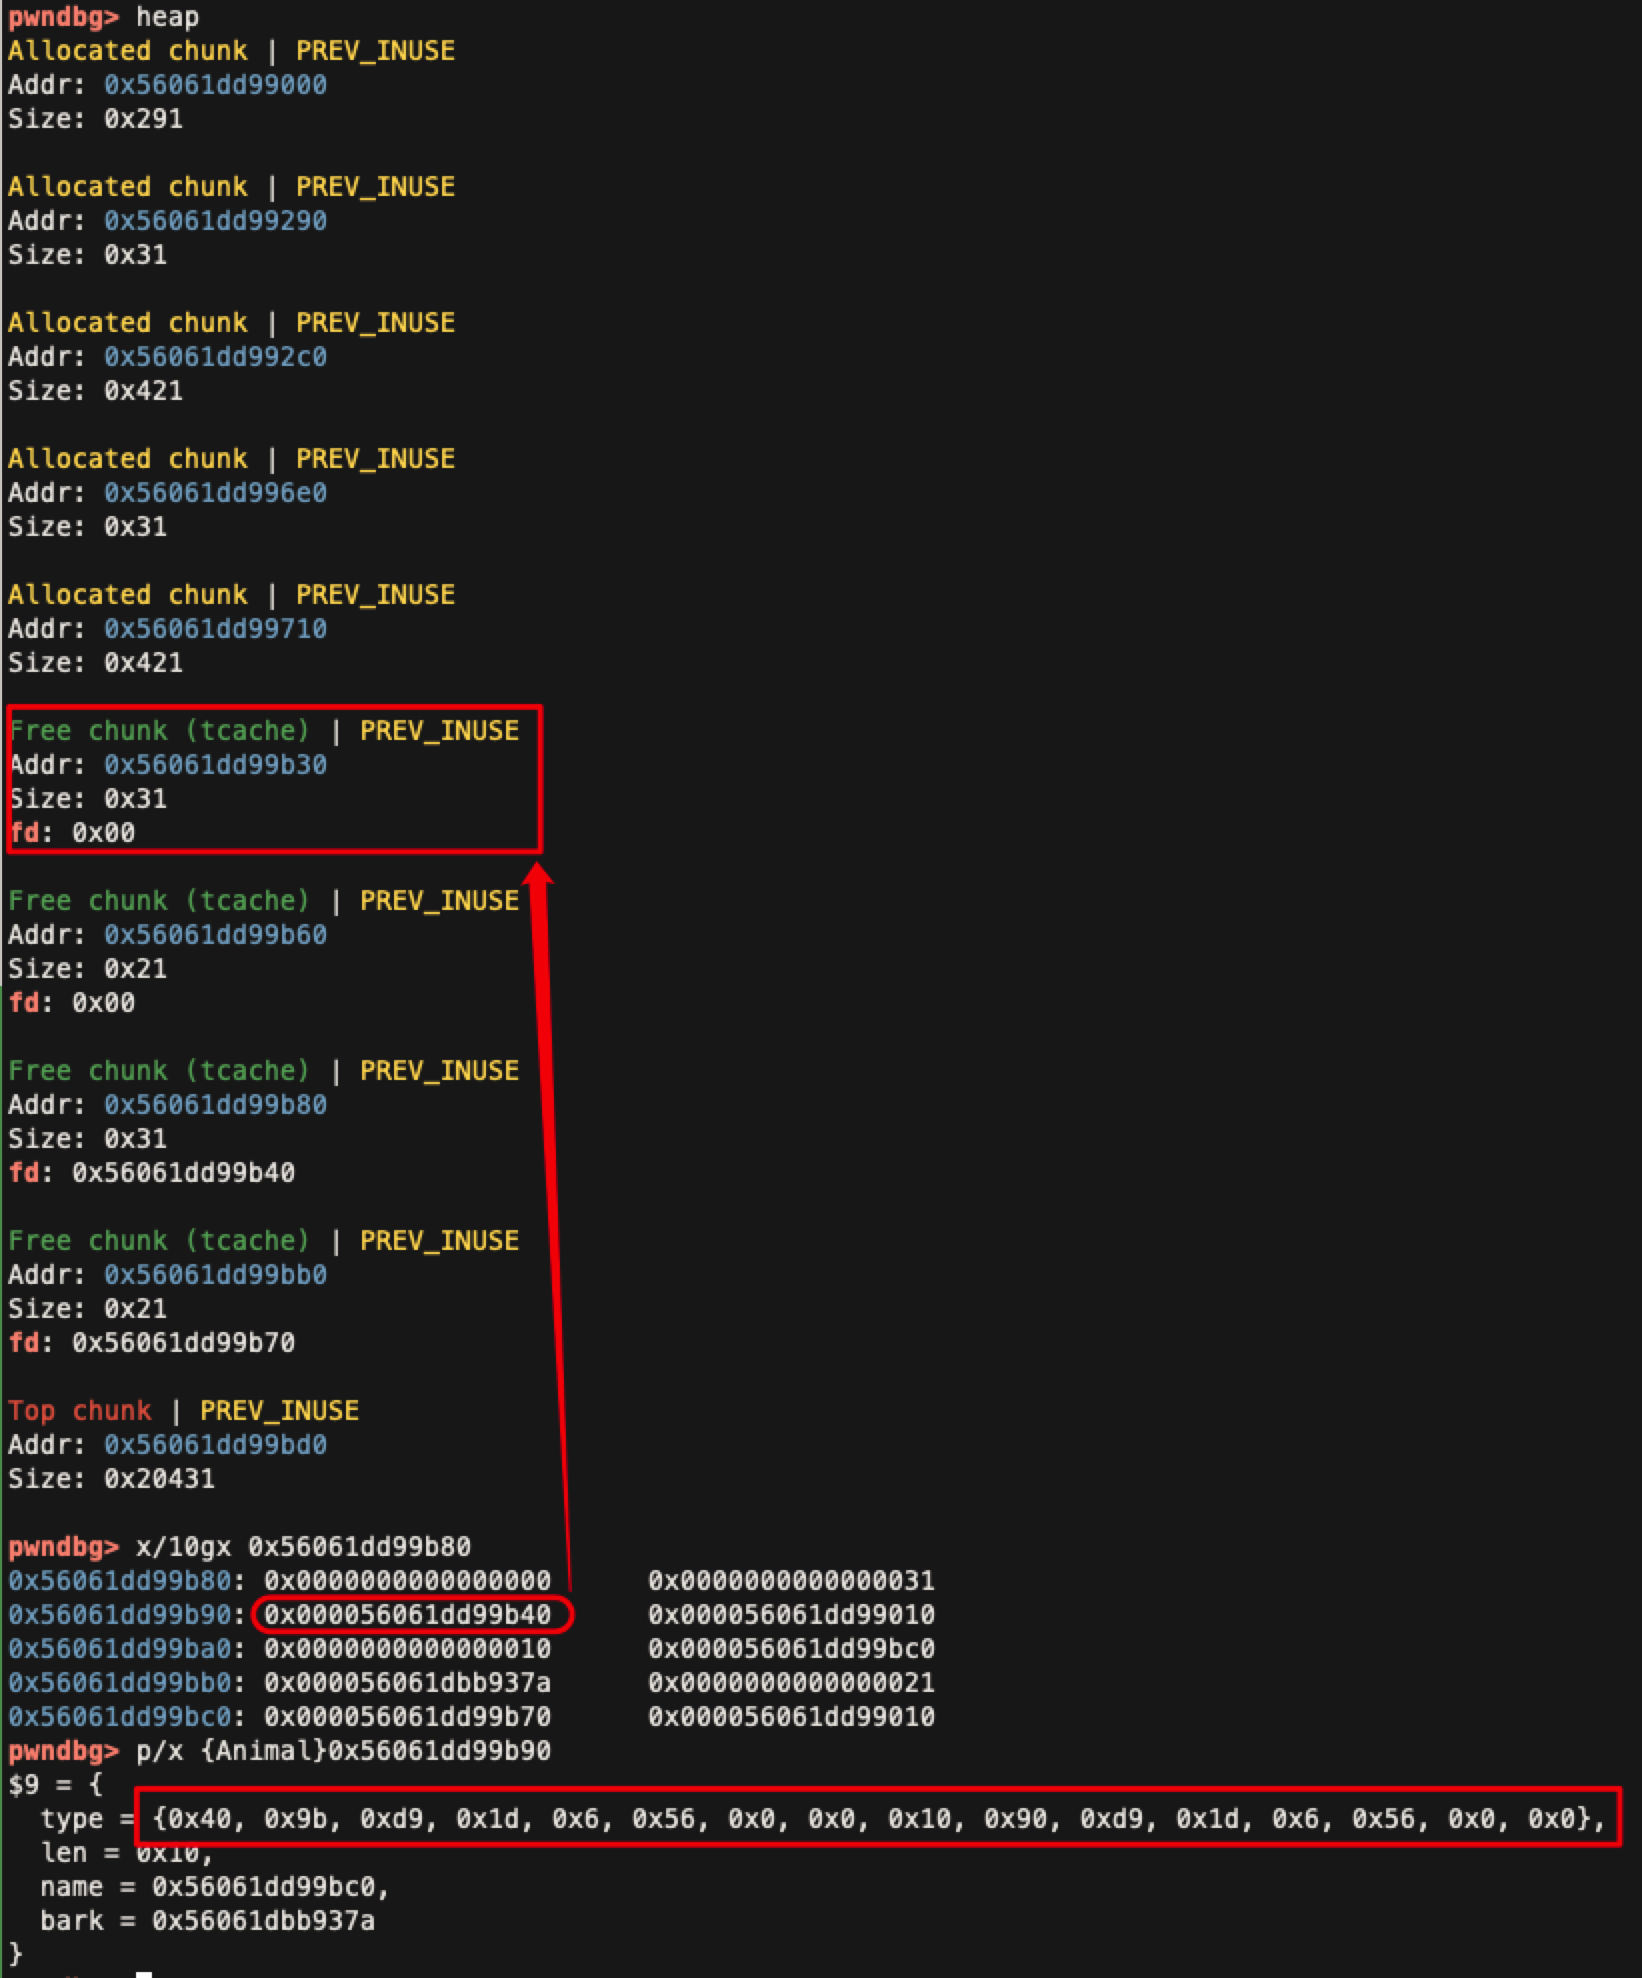 pwndbg> heap
Allocated chunk | PREV_INUSE
Addr: 0x56061dd99000
Size: 0x291
Allocated chunk | PREV_INUSE
Addr: 0x56061dd99290
Size: 0x31
Allocated chunk | PREV_INUSE
Addr: 0x56061dd992c0
Size: 0x421
Allocated chunk | PREV_INUSE
Addr: 0x56061dd996e0
Size: 0x31
Allocated chunk | PREV_INUSE
Addr: 0x56061dd99710
Size: 0x421
Free chunk (tcache) | PREV_INUSE
Addr: 0x56061dd99b30
Size: 0x31
fd: 0x00
Free chunk (tcache) | PREV_INUSE
Addr: 0x56061dd99b60
Size: 0x21
fd: 0x00
Free chunk (tcache) | PREV_INUSE
Addr: 0x56061dd99b80
Size: 0x31
fd: 0x56061dd99b40
Free chunk (tcache) | PREV_INUSE
Addr: 0x56061dd99bb0
Size: 0x21
fd: 0x56061dd99b70
Top chunk | PREV_INUSE
Addr: 0x56061dd99bd0
Size: 0x20431
pwndbg> x/10gx 0x56061dd99b80
0x56061dd99b80: 0x0000000000000000 0x0000000000000031
0x56061dd99b90: 0x000056061dd99b40 0x000056061dd99010
0x56061dd99ba0: 0x0000000000000010 0x000056061dd99bc0
0x56061dd99bb0: 0x000056061dbb937a 0x0000000000000021
0x56061dd99bc0: 0x000056061dd99b70 0x000056061dd99010
pwndbg> p/x {Animal}0x56061dd99b90
$9 = {
type = {0x40, 0x9b, 0xd9, 0x1d, 0x6, 0x56, 0x0, 0x0, 0x10, 0x90, 0xd9, 0x1d, 0x6, 0x56, 0x0, 0x0},
len = 0x10,
name = 0x56061dd99bc0,
bark = 0x56061dbb937a
}